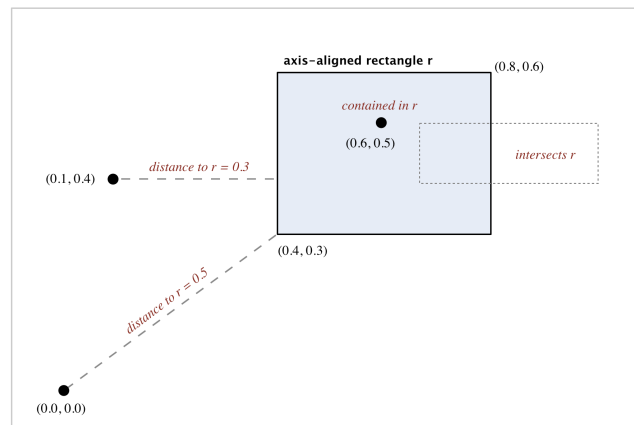 axis-aligned rectangle r
(0.8, 0.6)
contained in r
(0.6, 0.5)
intersects r
distance to r = 0.3
(0.1, 0.4)
(0.4, 0.3)
distance to r = 0.5
(0.0, 0.0)